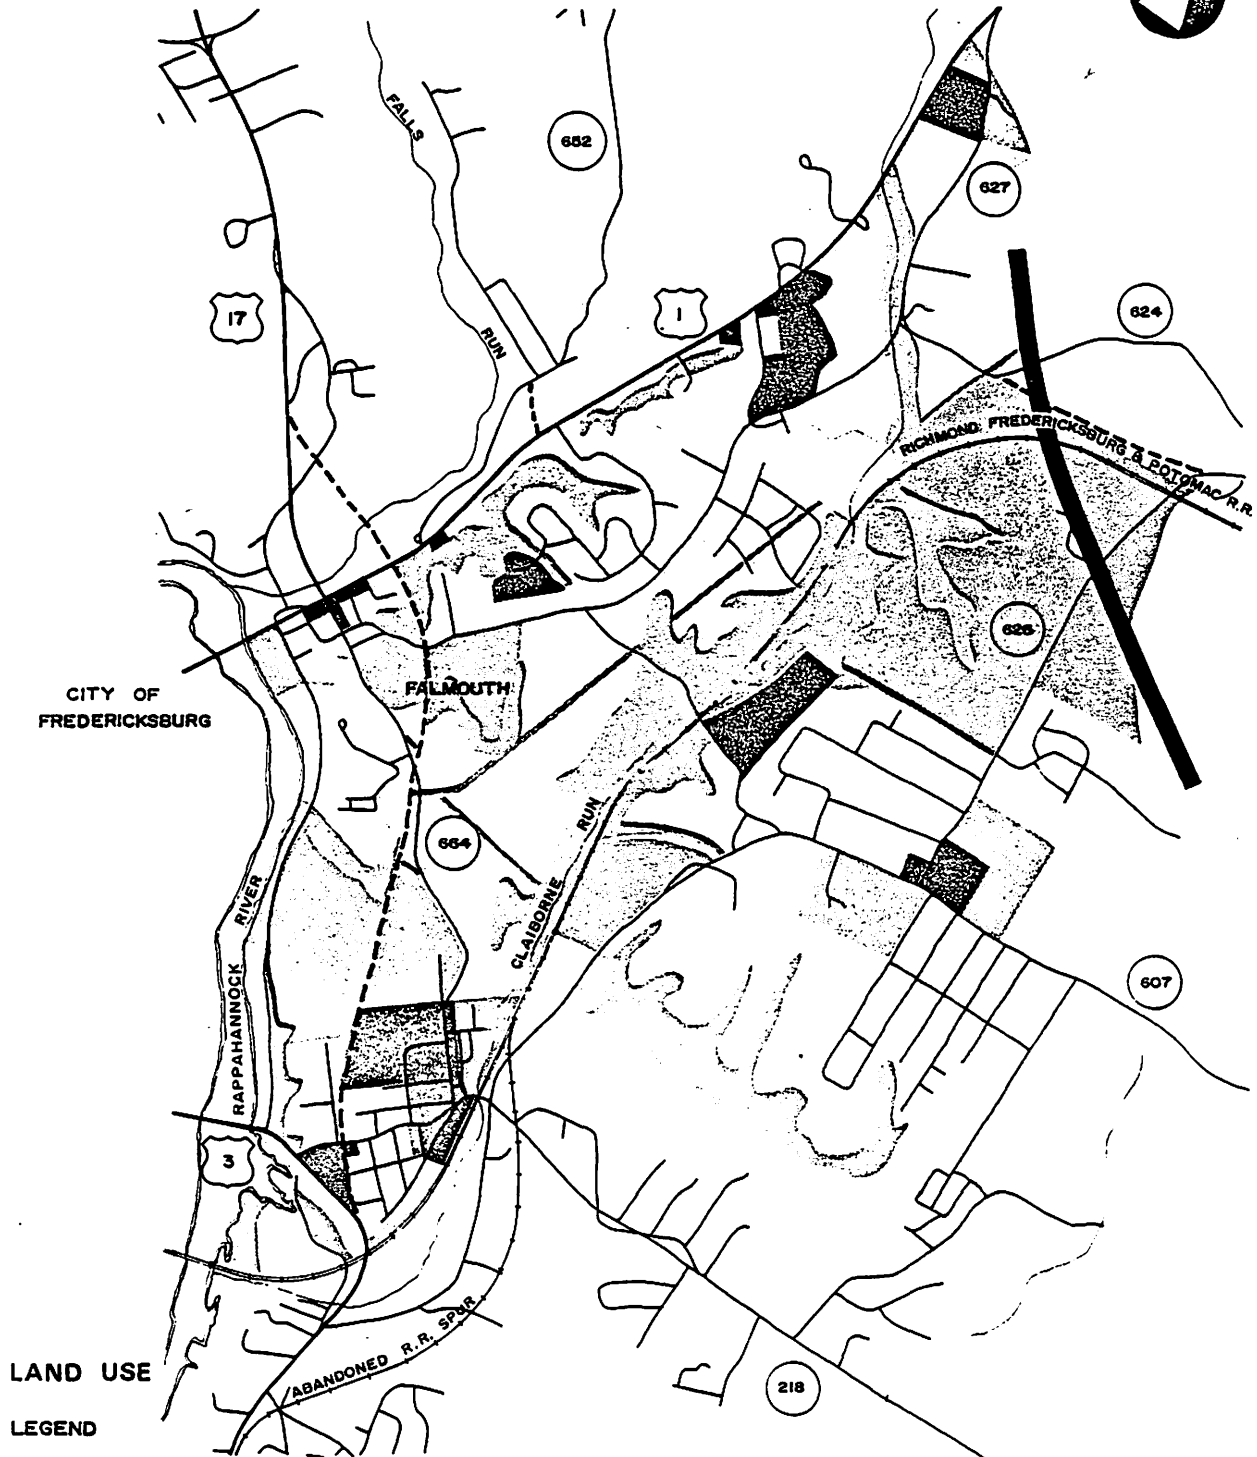 FALLS
652
627
17
1
624
RUN
RICHMOND FREDERICKSBURG & POTOMAC R.R.
626
FALMOUTH
CITY OF
FREDERICKSBURG
664
RUN
CLAIBORNE
RIVER
RAPPAHANNOCK
607
3
ABANDONED R.R. SPUR
218
LAND USE
LEGEND